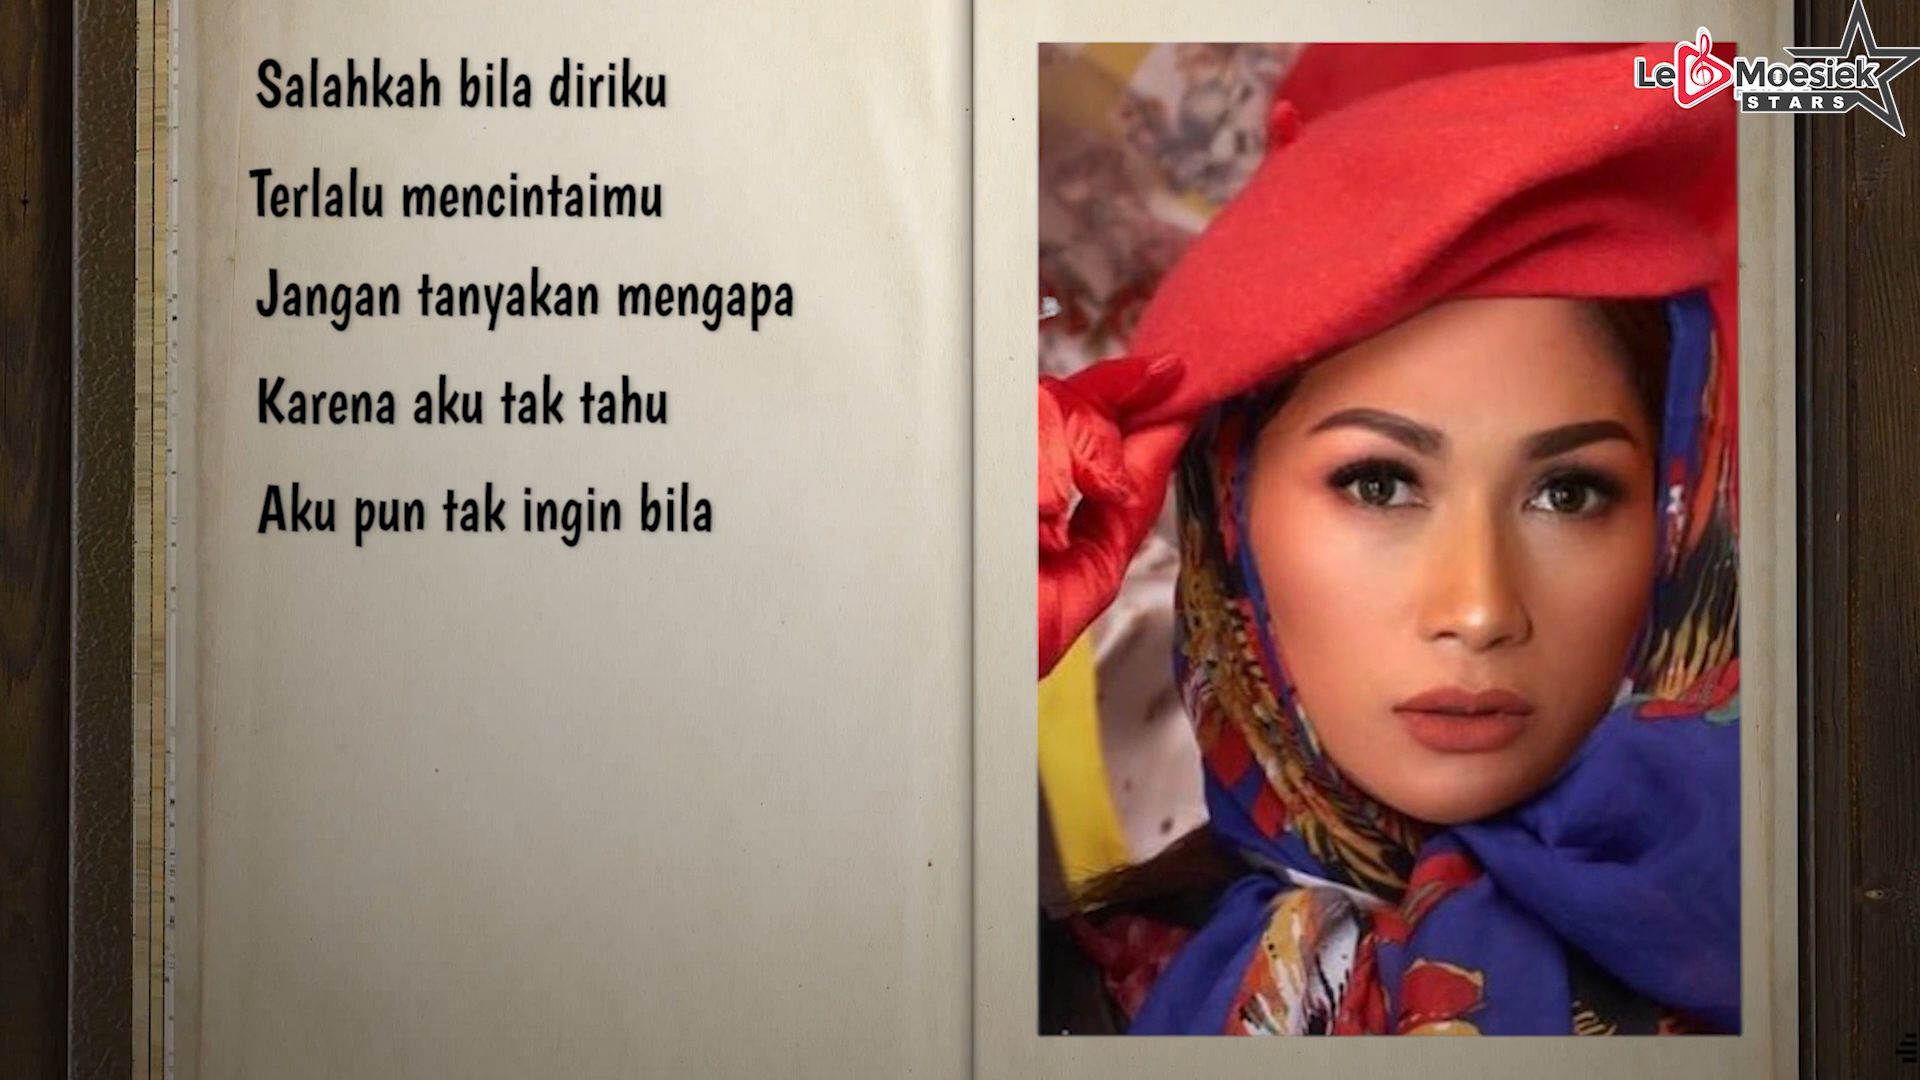 Salahkah bila diriku
Terlalu mencintaimu
Jangan tanyakan mengapa
Karena aku tak tahu
Aku pun tak ingin bila
Le Moesiek
STARS